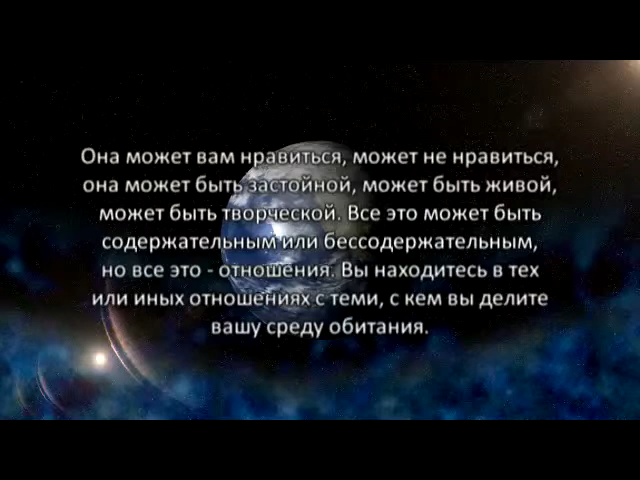 Она может вам нравиться, может не нравиться,
она может быть застойной, может быть живой,
может быть творческой. Все это может быть
содержательным или бессодержательным,
но все это - отношения. Вы находитесь в тех
или иных отношениях с теми, с кем вы делите
вашу среду обитания.